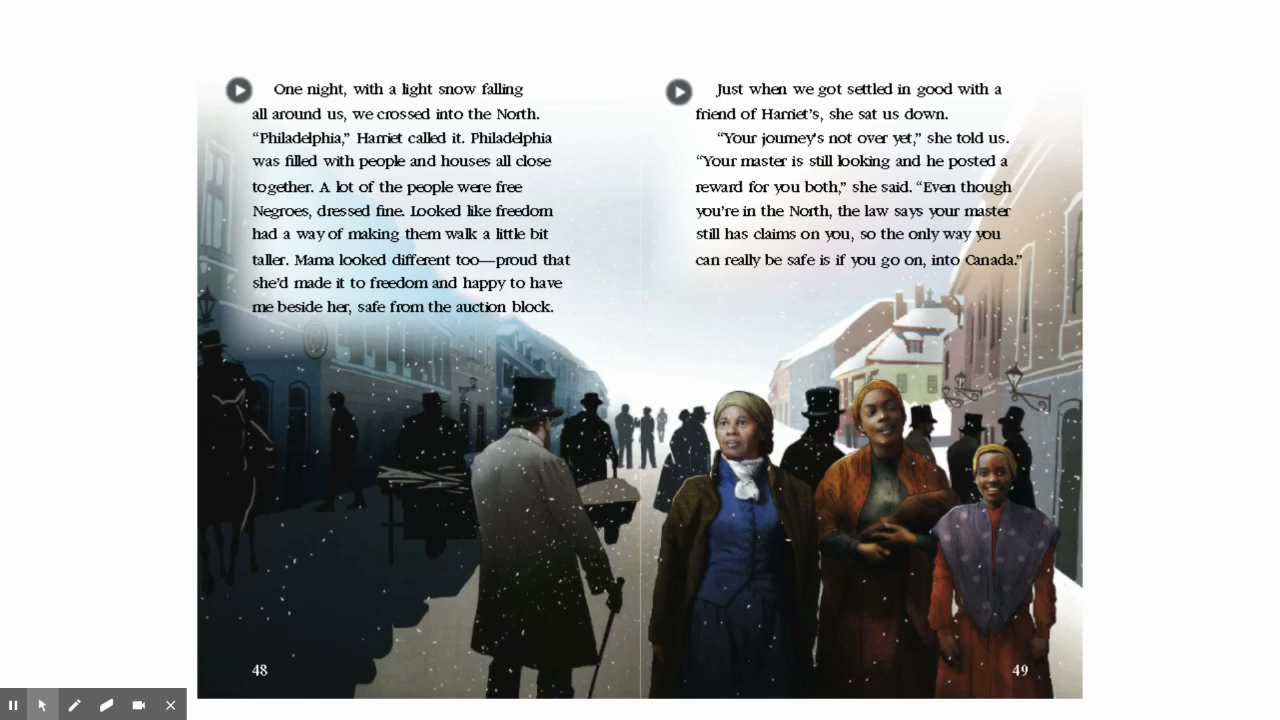 One night, with a light snow falling
all around us, we crossed into the North.
“Philadelphia,” Harriet called it. Philadelphia
was filled with people and houses all close
together. A lot of the people were free
Negroes, dressed fine. Looked like freedom
had a way of making them walk a little bit
taller. Mama looked different too—proud that
she’d made it to freedom and happy to have
me beside her, safe from the auction block.
48
Just when we got settled in good with a
friend of Harriet’s, she sat us down.
“Your journey’s not over yet,” she told us.
“Your master is still looking and he posted a
reward for you both,” she said. “Even though
you’re in the North, the law says your master
still has claims on you, so the only way you
can really be safe is if you go on, into Canada.”
49